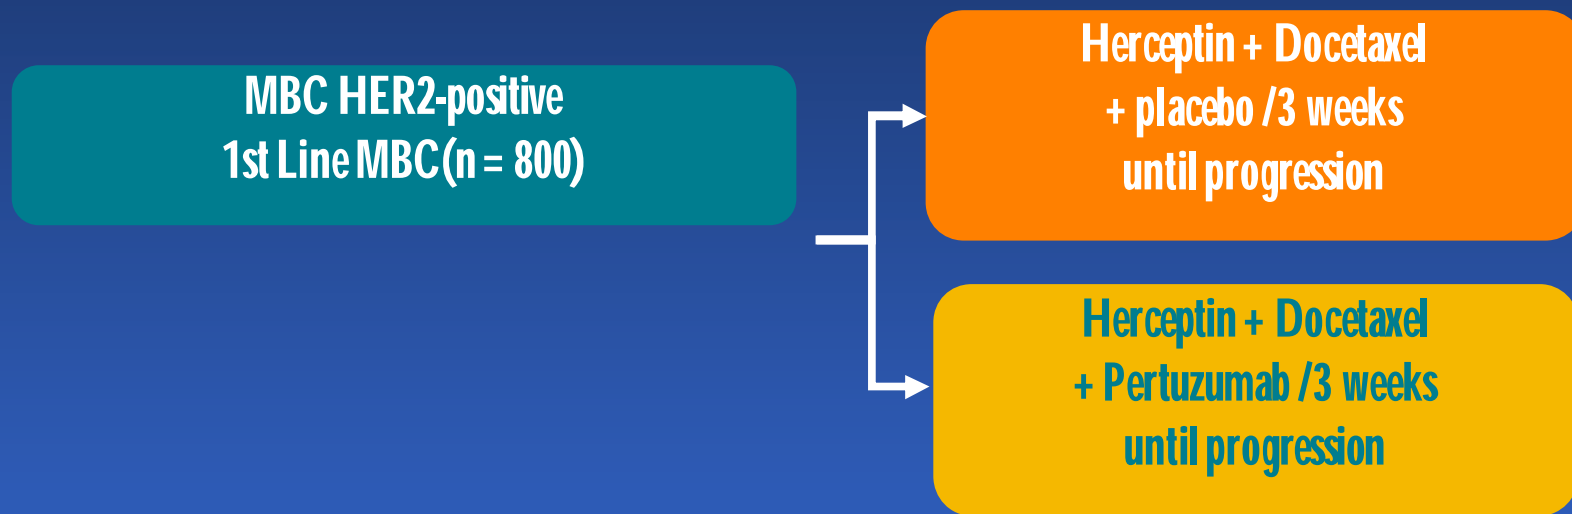 MBC HER2-positive
1st Line MBC(n = 800)
Herceptin + Docetaxel
+ placebo /3 weeks
until progression
Herceptin + Docetaxel
+ Pertuzumab /3 weeks
until progression